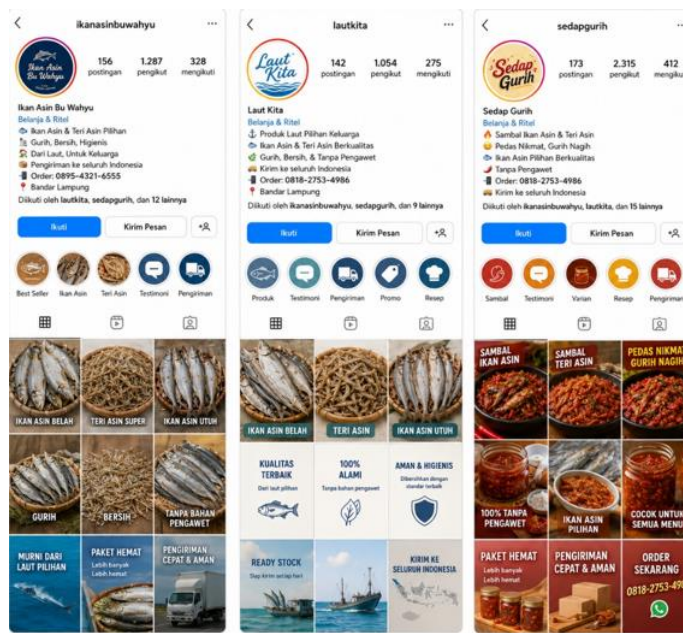 ikanasinbuwahyu
Ikan Asin
Bu Wahyu
156
postingan
1.287
pengikut
328
mengikuti
Ikan Asin Bu Wahyu
Belanja & Ritel
Ikan Asin & Teri Asin Pilihan
Gurih, Bersih, Higienis
Dari Laut, Untuk Keluarga
Pengiriman ke seluruh Indonesia
Order: 0895-4321-6555
Bandar Lampung
Diikuti oleh lautkita, sedapgurih, dan 12 lainnya
Ikuti
Kirim Pesan
Best Seller
Ikan Asin
Teri Asin
Testimoni
Pengiriman
IKAN ASIN BELAH
TERI ASIN SUPER
IKAN ASIN UTUH
GURIH
BERSIH
TANPA BAHAN
PENGAWET
MURNI DARI
LAUT PILIHAN
PAKET HEMAT
Lebih banyak
Lebih hemat
PENGIRIMAN
CEPAT & AMAN
lautkita
Laut
Kita
142
postingan
1.054
pengikut
275
mengikuti
Laut Kita
Belanja & Ritel
Produk Laut Pilihan Keluarga
Ikan Asin & Teri Asin Berkualitas
Gurih, Bersih, & Tanpa Pengawet
Kirim ke seluruh Indonesia
Order: 0818-2753-4986
Bandar Lampung
Diikuti oleh ikanasinbuwahyu, sedapgurih, dan 9 lainnya
Ikuti
Kirim Pesan
Produk
Testimoni
Pengiriman
Promo
Resep
IKAN ASIN BELAH
TERI ASIN
IKAN ASIN UTUH
KUALITAS
TERBAIK
Dari laut pilihan
100%
ALAMI
Tanpa bahan pengawet
AMAN & HIGIENIS
Dibersihkan dengan
standar terbaik
READY STOCK
Siap kirim setiap hari
KIRIM KE
SELURUH INDONESIA
sedapgurih
Sedap
Gurih
173
postingan
2.315
pengikut
412
mengikuti
Sedap Gurih
Belanja & Ritel
Sambal Ikan Asin & Teri Asin
Pedas Nikmat, Gurih Nagih
Ikan Asin Pilihan Berkualitas
Tanpa Pengawet
Order: 0818-2753-4986
Kirim ke seluruh Indonesia
Diikuti oleh ikanasinbuwahyu, lautkita, dan 15 lainnya
Ikuti
Kirim Pesan
Sambal
Testimoni
Varian
Resep
Pengiriman
SAMBAL
IKAN ASIN
SAMBAL
TERI ASIN
PEDAS NIKMAT
GURIH NAGIH
100% TANPA
PENGAWET
IKAN ASIN
PILIHAN
COCOK UNTUK
SEMUA MENU
PAKET HEMAT
Lebih banyak
Lebih hemat
PENGIRIMAN
CEPAT & AMAN
ORDER
SEKARANG
0818-2753-49